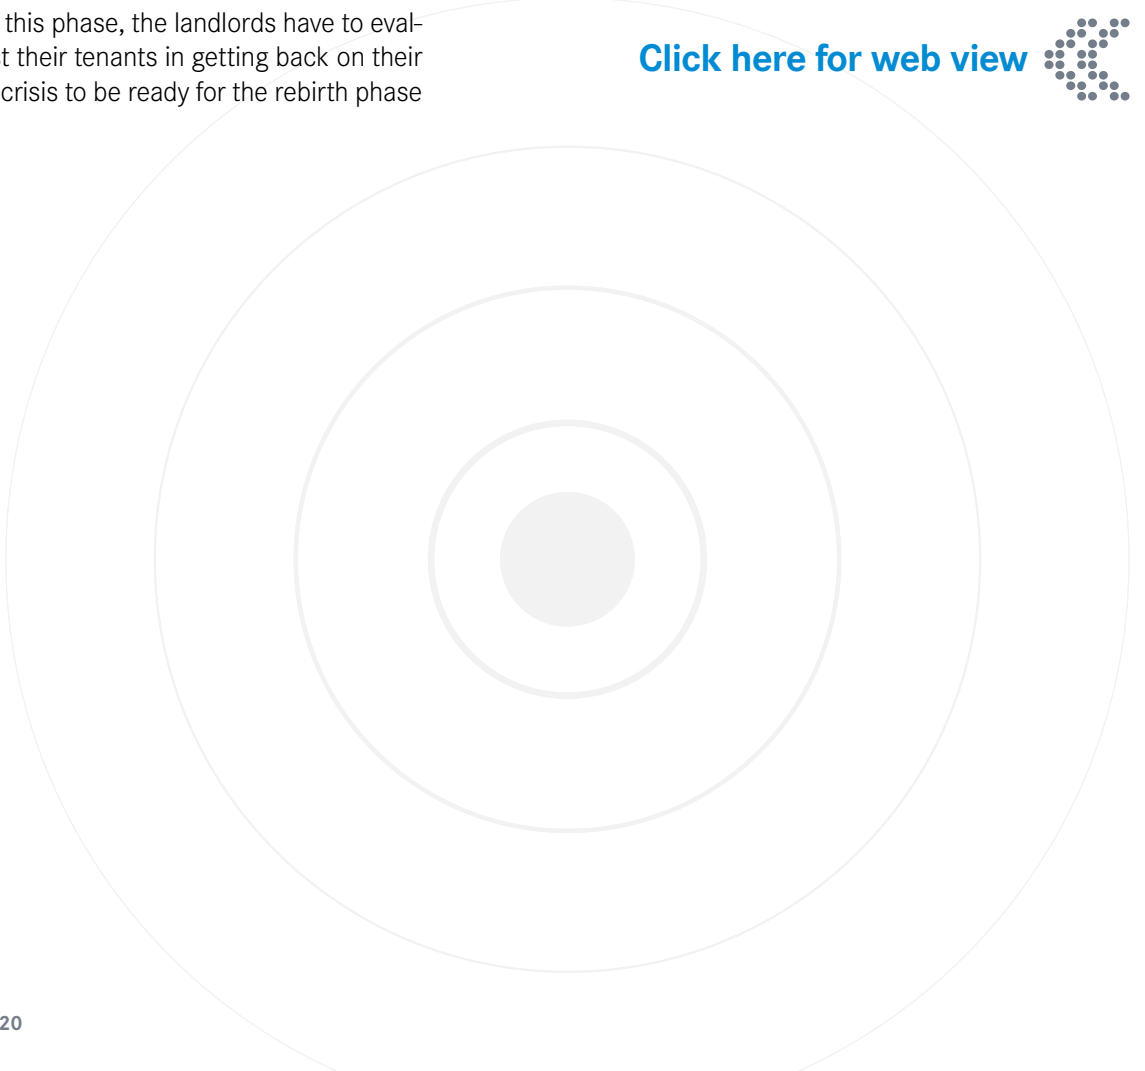 this phase, the landlords have to eval-
their tenants in getting back on their
crisis to be ready for the rebirth phase
Click here for web view
20